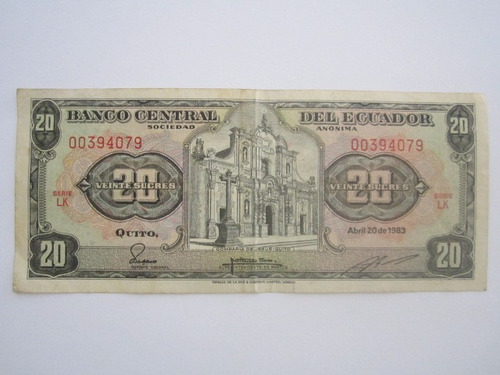 20 BANCO CENTRAL DEL ECUADOR 20
SOCIEDAD ANÓNIMA
00394079 00394079
SERIE LK 20 20 SERIE LK
VEINTE SUCRES VEINTE SUCRES
QUITO, Abril 20 de 1983
20 20